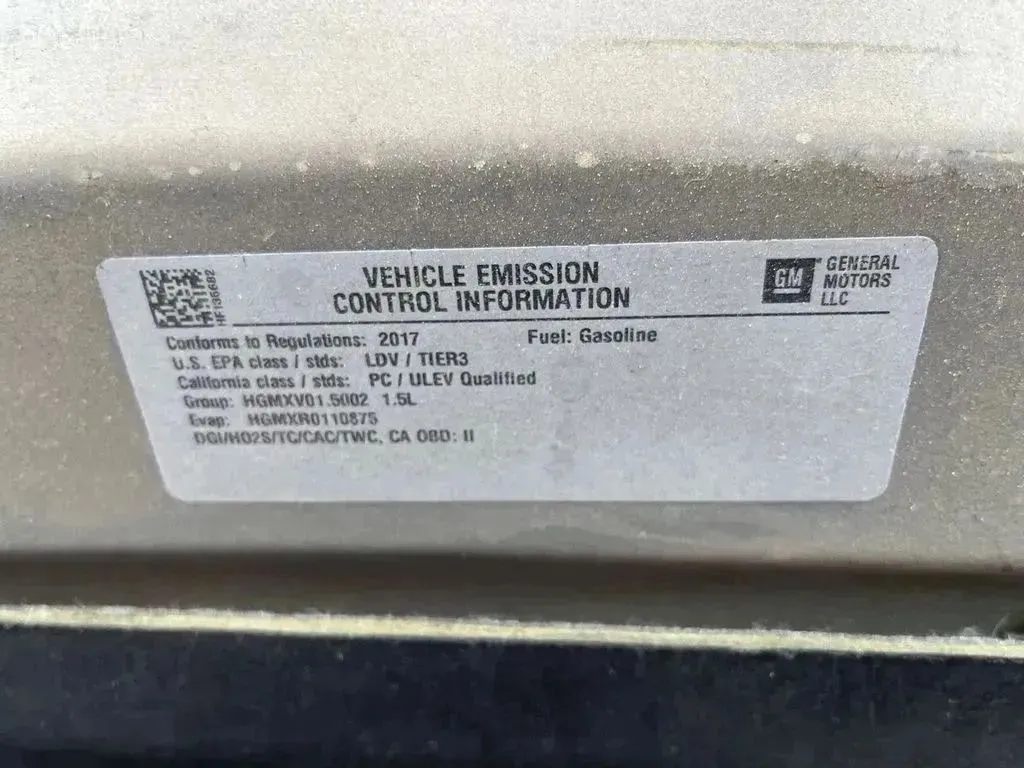 VEHICLE EMISSION
CONTROL INFORMATION
GM
GENERAL
MOTORS
LLC
HF136682
Conforms to Regulations: 2017 Fuel: Gasoline
U.S. EPA class / stds: LDV / TIER3
California class / stds: PC / ULEV Qualified
Group: HGMXV01.5002 1.5L
Evap: HGMXR0110875
DGI/HO2S/TC/CAC/TWC, CA OBD: II